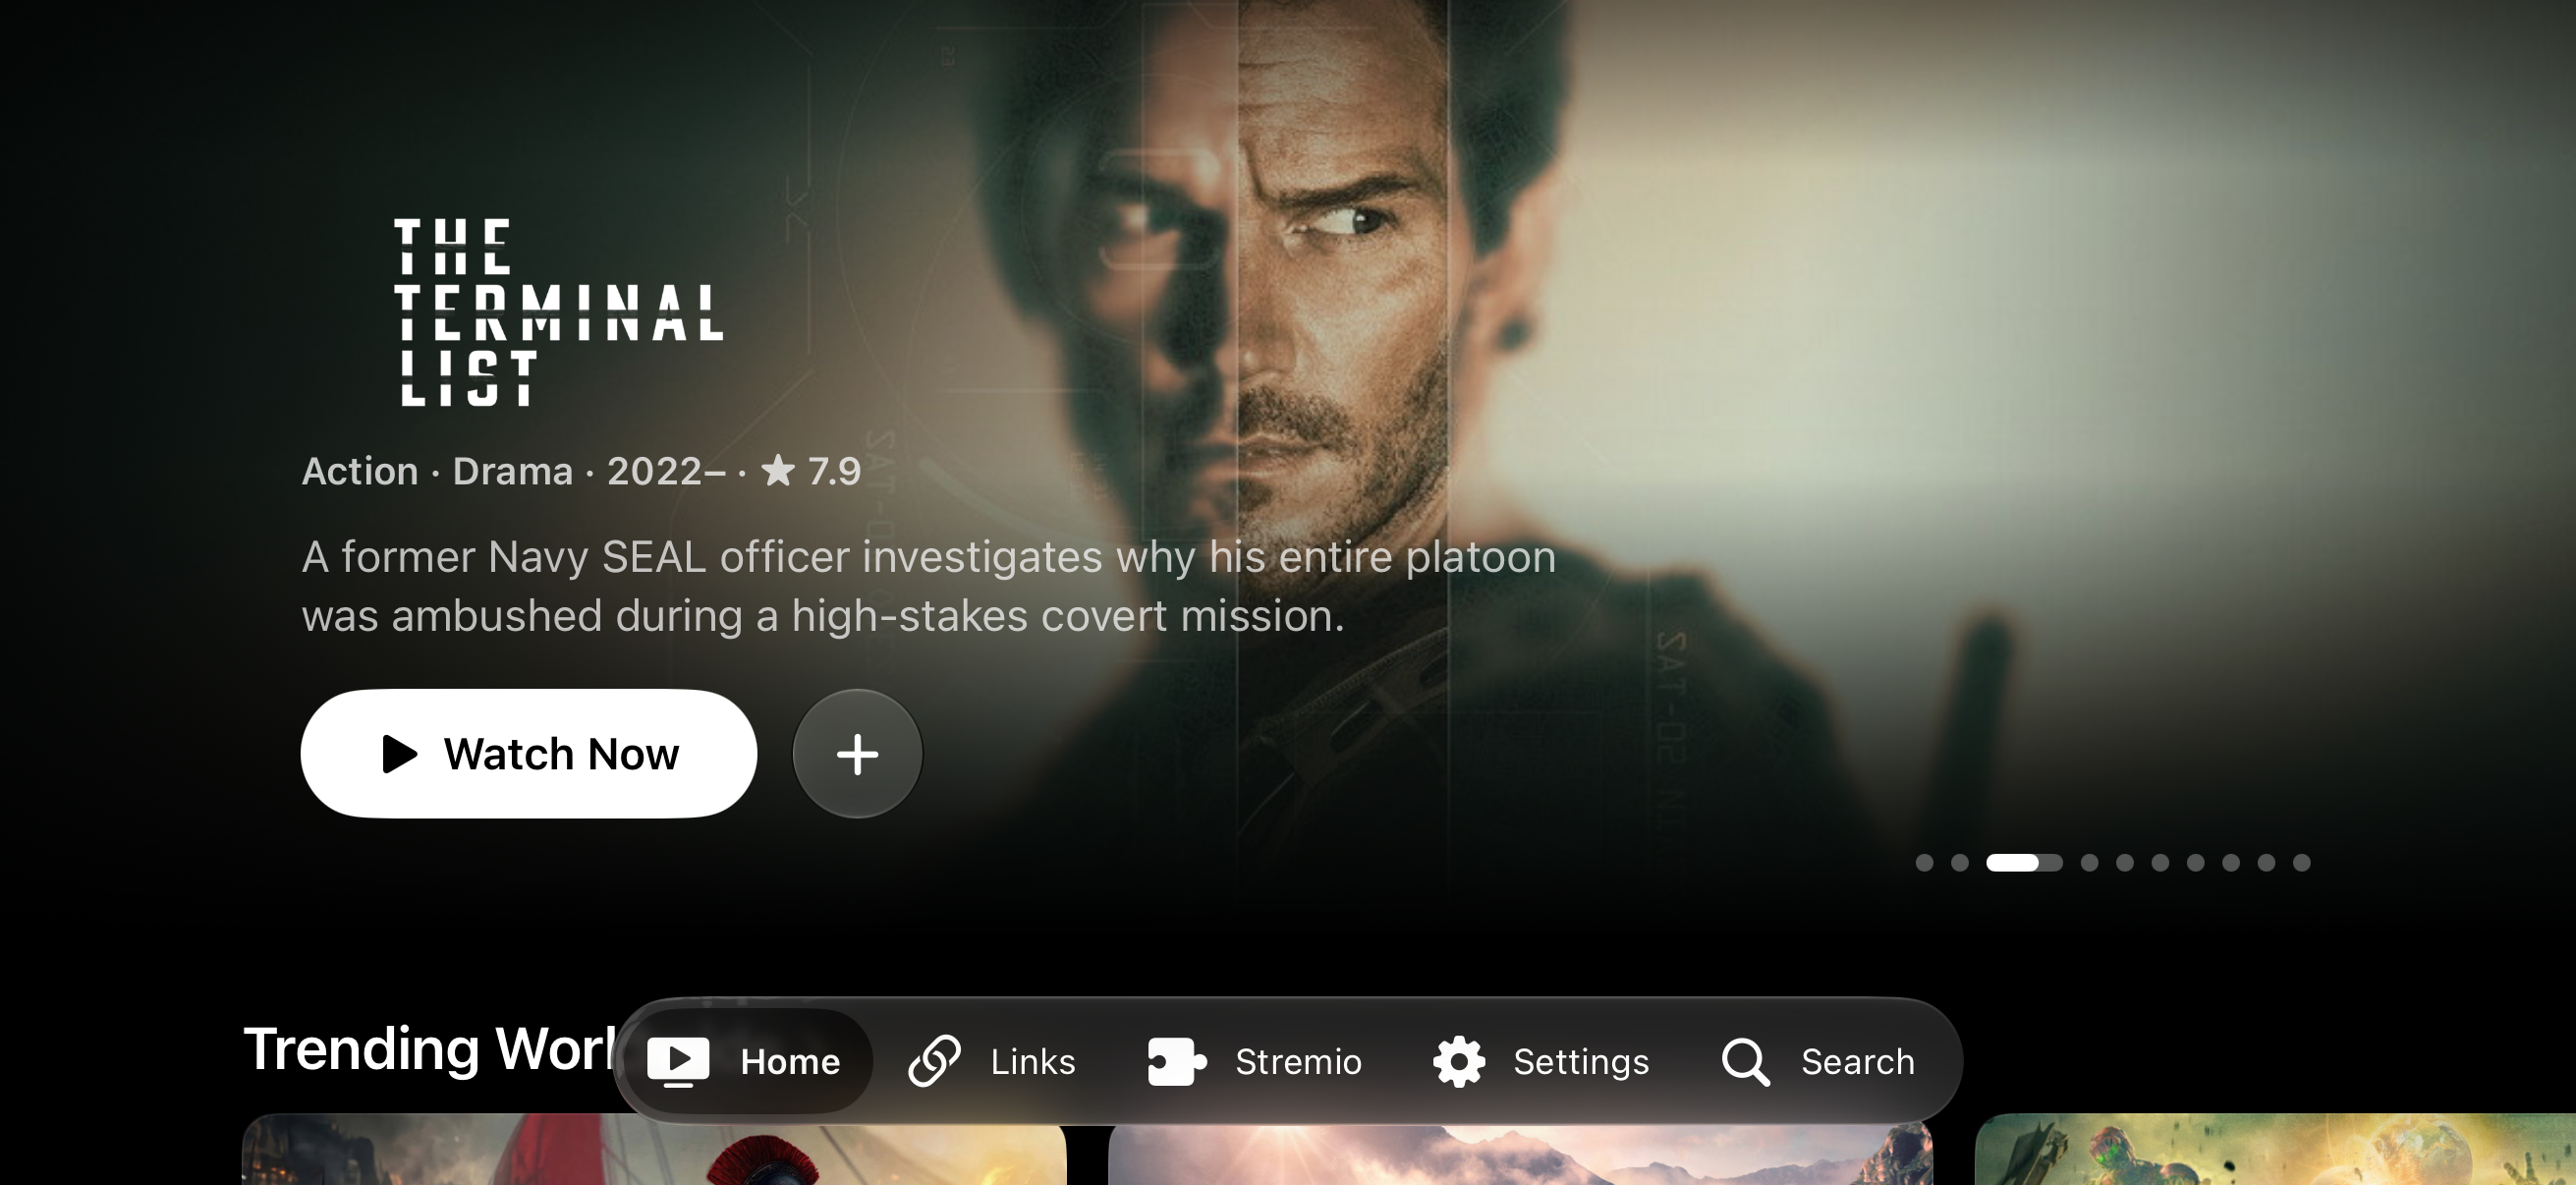 THE
TERMINAL
LIST
Action · Drama · 2022– · ★ 7.9
A former Navy SEAL officer investigates why his entire platoon
was ambushed during a high-stakes covert mission.
Watch Now
Trending
Home Links Stremio Settings Search